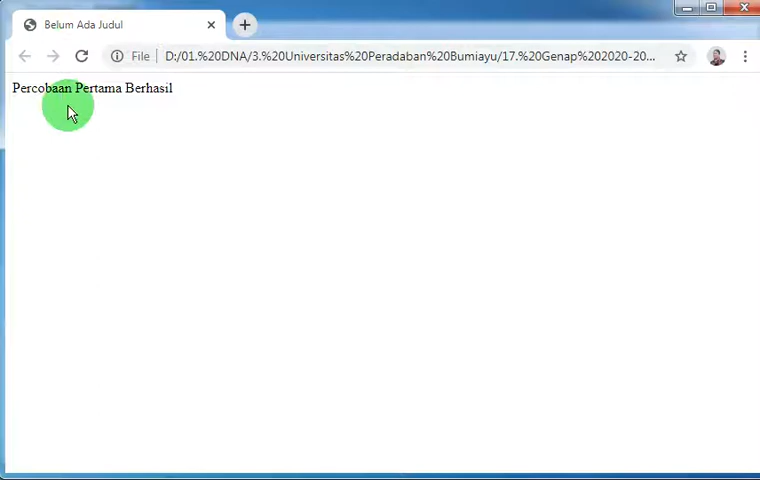 Belum Ada Judul
File D:/01.%20DNA/3.%20Universitas%20Peradaban%20Bumiayu/17.%20Genap%202020-20...
Percobaan Pertama Berhasil